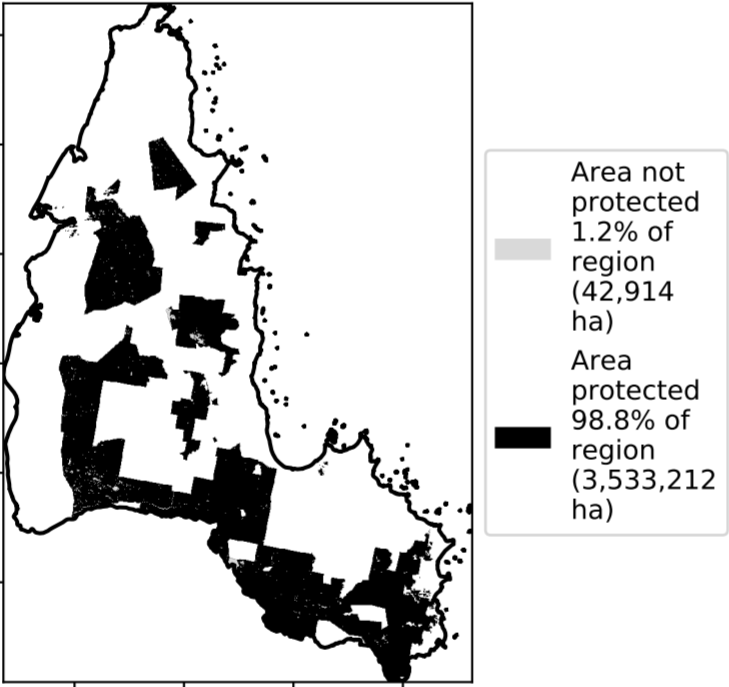 Area not
protected
1.2% of
region
(42,914
ha)
Area
protected
98.8% of
region
(3,533,212
ha)